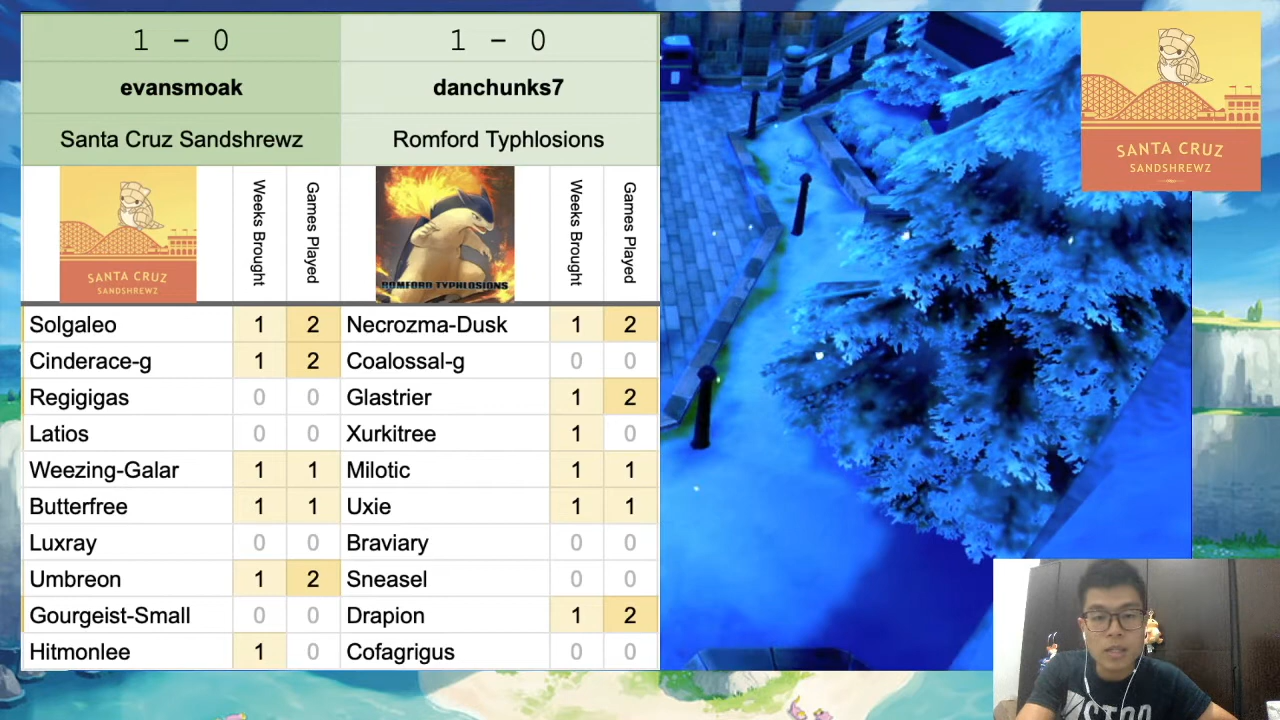 1 - 0 1 - 0
evansmoak danchunks7
Santa Cruz Sandshrewz Romford Typhlosions
SANTA CRUZ
SANDSHREWZ
Weeks Brought
Games Played
ROMFORD TYPHLOSIONS
Weeks Brought
Games Played
Solgaleo 1 2 Necrozma-Dusk 1 2
Cinderace-g 1 2 Coalossal-g 0 0
Regigigas 0 0 Glastrier 1 2
Latios 0 0 Xurkitree 1 0
Weezing-Galar 1 1 Milotic 1 1
Butterfree 1 1 Uxie 1 1
Luxray 0 0 Braviary 0 0
Umbreon 1 2 Sneasel 0 0
Gourgeist-Small 0 0 Drapion 1 2
Hitmonlee 1 0 Cofagrigus 0 0
SANTA CRUZ
SANDSHREWZ